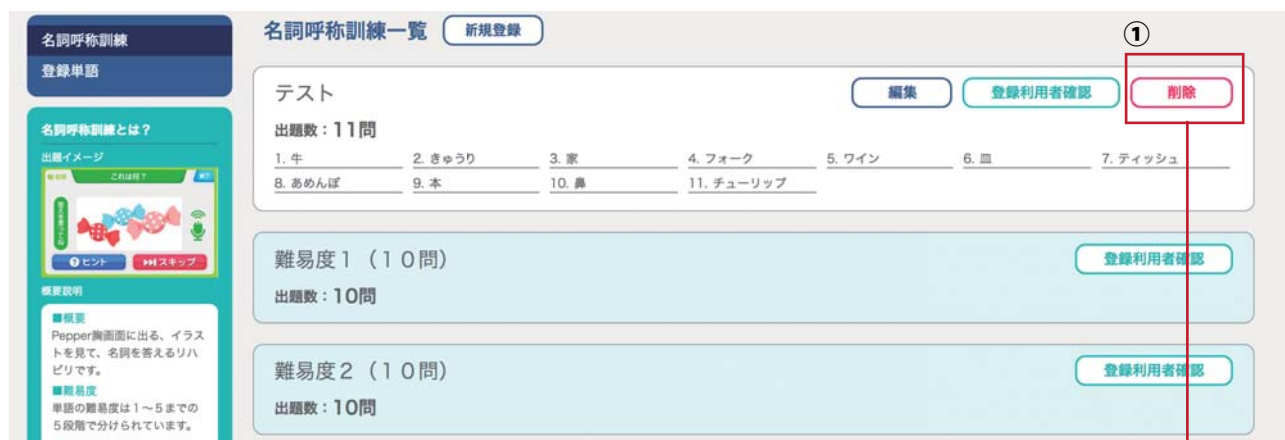 名詞呼称訓練
登録単語
名詞呼称訓練とは？
出題イメージ
これは何？
終了
答えを言ってね
?ヒント
スキップ
概要説明
■概要
Pepper胸画面に出る、イラス
トを見て、名詞を答えるリハ
ビリです。
■難易度
単語の難易度は１～５までの
５段階で分けられています。
名詞呼称訓練一覧 新規登録
①
テスト 編集 登録利用者確認 削除
出題数：11問
1. 牛 2. きゅうり 3. 家 4. フォーク 5. ワイン 6. 皿 7. ティッシュ
8. あめんぼ 9. 本 10. 鼻 11. チューリップ
難易度１（１０問） 登録利用者確認
出題数：10問
難易度２（１０問） 登録利用者確認
出題数：10問